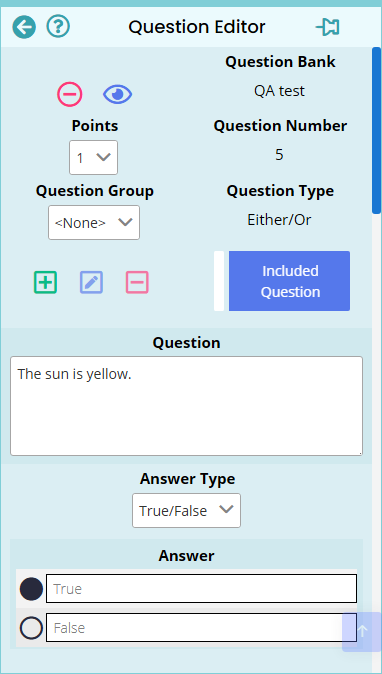 Question Editor
Question Bank
QA test
Points
Question Number
1
5
Question Group
Question Type
<None>
Either/Or
Included
Question
Question
The sun is yellow.
Answer Type
True/False
Answer
True
False